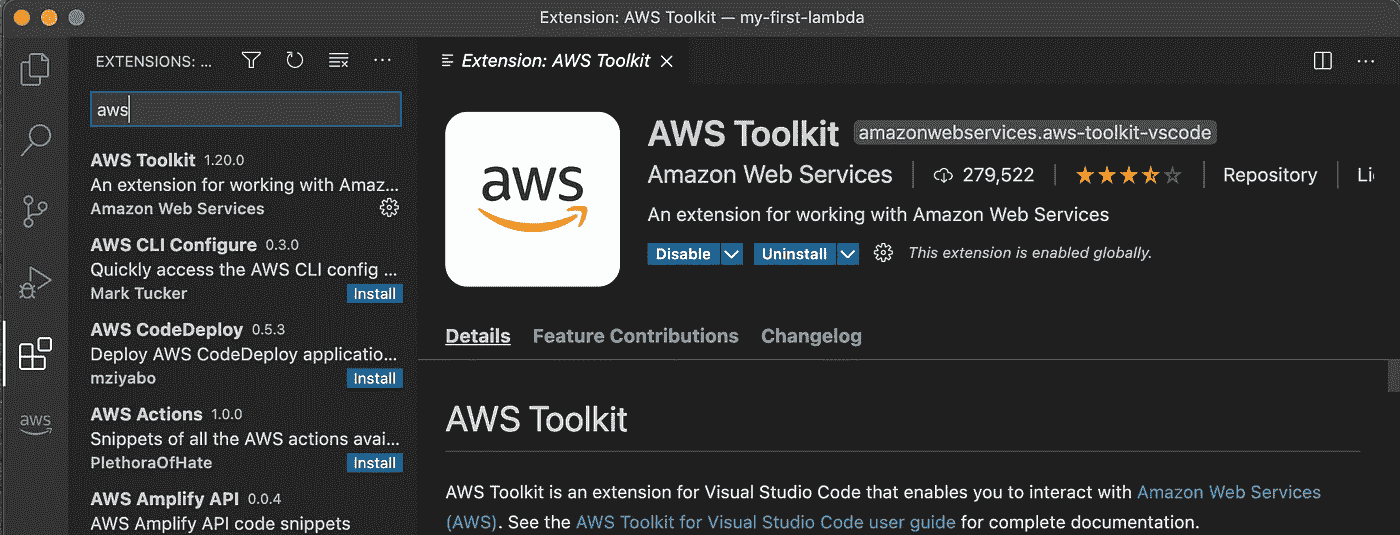 Extension: AWS Toolkit — my-first-lambda
EXTENSIONS: ...
aws
AWS Toolkit 1.20.0
An extension for working with Amaz...
Amazon Web Services
AWS CLI Configure 0.3.0
Quickly access the AWS CLI config ...
Mark Tucker
Install
AWS CodeDeploy 0.5.3
Deploy AWS CodeDeploy applicatio...
mziyabo
Install
AWS Actions 1.0.0
Snippets of all the AWS actions avai...
PlethoraOfHate
Install
AWS Amplify API 0.0.4
AWS Amplify API code snippets
aws
Extension: AWS Toolkit
aws
AWS Toolkit amazonwebservices.aws-toolkit-vscode
Amazon Web Services 279,522 Repository Li
An extension for working with Amazon Web Services
Disable Uninstall This extension is enabled globally.
Details Feature Contributions Changelog
AWS Toolkit
AWS Toolkit is an extension for Visual Studio Code that enables you to interact with Amazon Web Services
(AWS). See the AWS Toolkit for Visual Studio Code user guide for complete documentation.